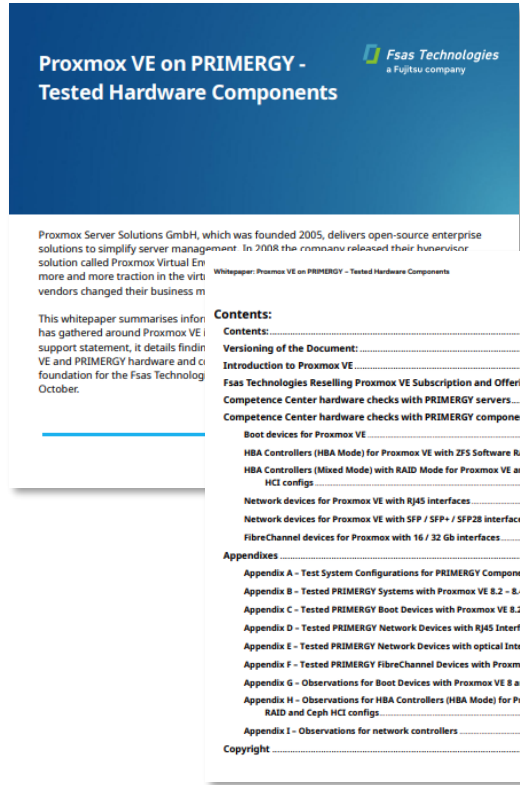 Proxmox VE on PRIMERGY -
Tested Hardware Components
Fsas Technologies
a Fujitsu company
Proxmox Server Solutions GmbH, which was founded 2005, delivers open-source enterprise
solutions to simplify server management. In 2008 the company released their hypervisor
solution called Proxmox Virtual
more and more traction in the
vendors changed their business
This whitepaper summarises
has gathered around Proxmox VE
support statement, it details
VE and PRIMERGY hardware and
foundation for the Fsas
October.
Whitepaper: Proxmox VE on PRIMERGY – Tested Hardware Components
Contents:
Contents:
Versioning of the Document:
Introduction to Proxmox VE
Fsas Technologies Reselling Proxmox VE Subscription and
Competence Center hardware checks with PRIMERGY servers
Competence Center hardware checks with PRIMERGY
Boot devices for Proxmox VE
HBA Controllers (HBA Mode) for Proxmox VE with ZFS Software
HBA Controllers (Mixed Mode) with RAID Mode for Proxmox VE
HCI configs
Network devices for Proxmox VE with RJ45 interfaces
Network devices for Proxmox VE with SFP / SFP+ / SFP28
FibreChannel devices for Proxmox with 16 / 32 Gb interfaces
Appendixes
Appendix A – Test System Configurations for PRIMERGY
Appendix B – Tested PRIMERGY Systems with Proxmox VE 8.2 –
Appendix C – Tested PRIMERGY Boot Devices with Proxmox VE
Appendix D – Tested PRIMERGY Network Devices with RJ45
Appendix E – Tested PRIMERGY Network Devices with optical
Appendix F – Tested PRIMERGY FibreChannel Devices with
Appendix G – Observations for Boot Devices with Proxmox VE 8
Appendix H – Observations for HBA Controllers (HBA Mode) for
RAID and Ceph HCI configs
Appendix I – Observations for network controllers
Copyright